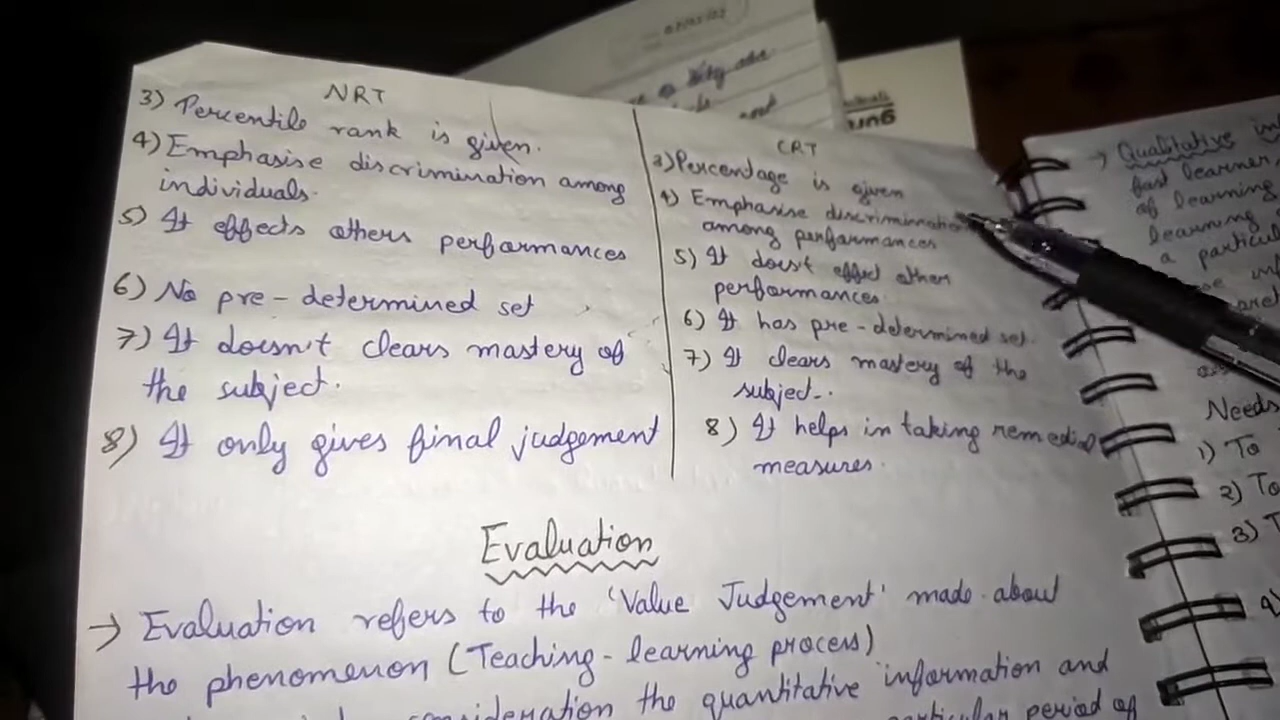 NRT
3) Percentile rank is given.
4) Emphasise discrimination among
individuals.
5) It effects others performances
6) No pre-determined set
7) It doesn't clears mastery of
the subject.
8) It only gives final judgement
CRT
3) Percentage is given
4) Emphasise discrimination
among performances
5) It doesn't effect other
performances.
6) It has pre-determined set.
7) It clears mastery of the
subject..
8) It helps in taking remedial
measures.
Evaluation
→ Evaluation refers to the 'Value Judgement' made about
the phenomenon (Teaching-learning process)
consideration the quantitative information and
particular period of
→ Qualitative
fast learner
of learning
learning
Needs
1) To
2) To
3)